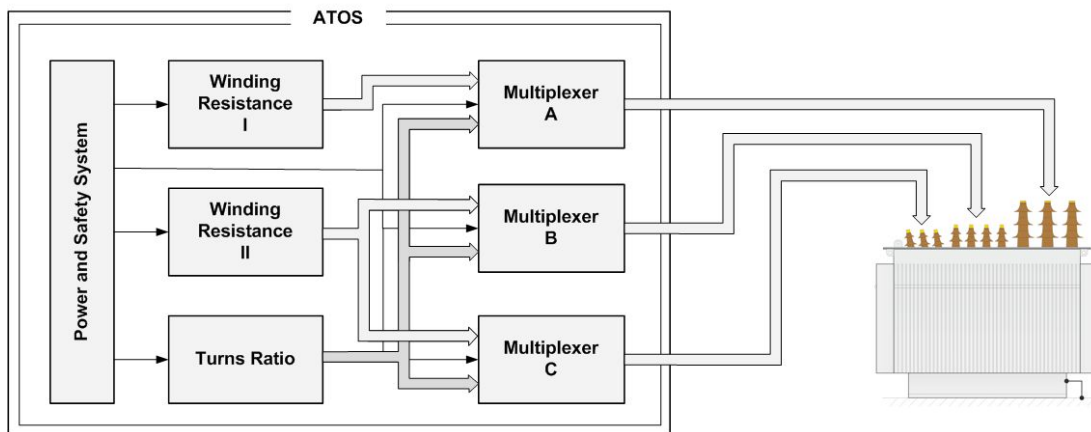 ATOS
Power and Safety System
Winding
Resistance
I
Winding
Resistance
II
Turns Ratio
Multiplexer
A
Multiplexer
B
Multiplexer
C